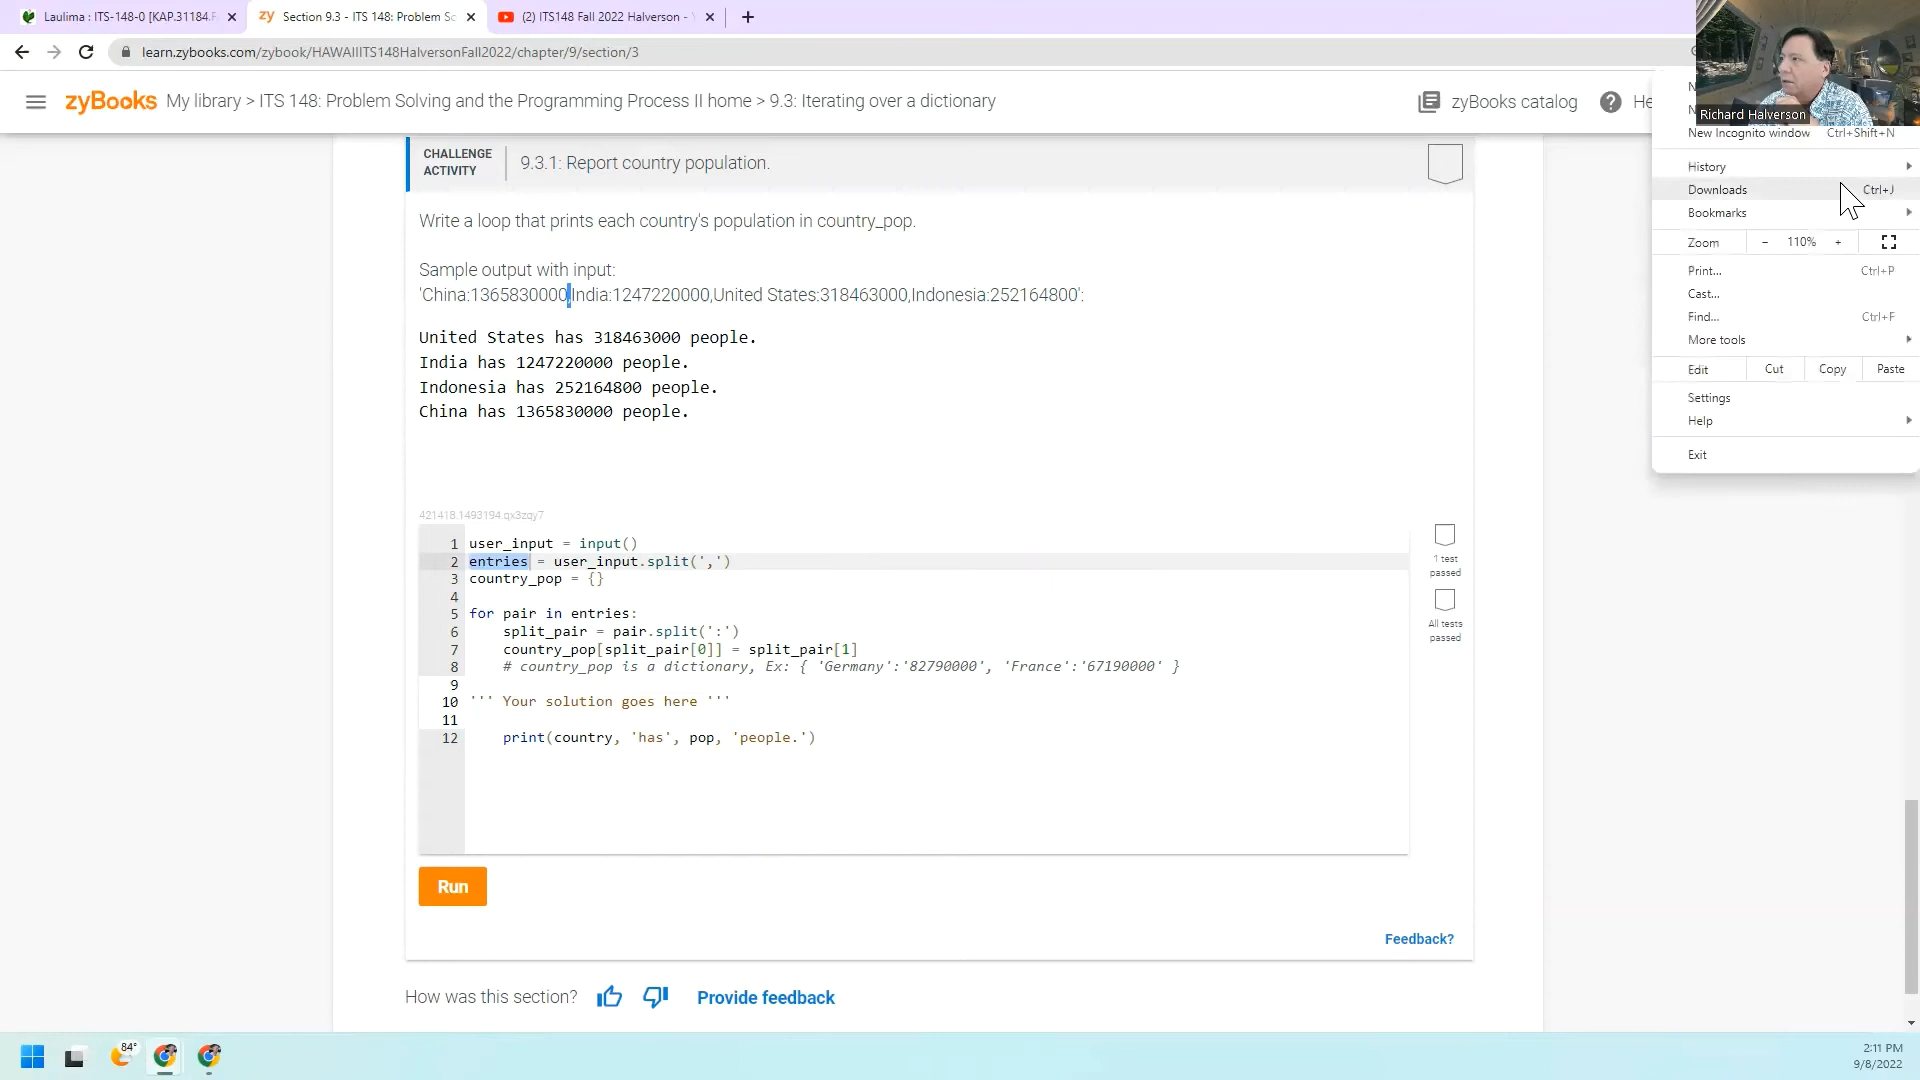 Laulima : ITS-148-0 [KAP.31184.F
Section 9.3 - ITS 148: Problem So
(2) ITS148 Fall 2022 Halverson -
learn.zybooks.com/zybook/HAWAIIITS148HalversonFall2022/chapter/9/section/3
zyBooks My library > ITS 148: Problem Solving and the Programming Process II home > 9.3: Iterating over a dictionary
zyBooks catalog
Richard Halverson
New Incognito window Ctrl+Shift+N
History
Downloads Ctrl+J
Bookmarks
Zoom - 110% +
Print... Ctrl+P
Cast...
Find... Ctrl+F
More tools
Edit Cut Copy Paste
Settings
Help
Exit
CHALLENGE
ACTIVITY
9.3.1: Report country population.
Write a loop that prints each country's population in country_pop.
Sample output with input:
'China:1365830000,India:1247220000,United States:318463000,Indonesia:252164800':
United States has 318463000 people.
India has 1247220000 people.
Indonesia has 252164800 people.
China has 1365830000 people.
421418.1493194.qx3zqy7
1 user_input = input()
2 entries = user_input.split(',')
3 country_pop = {}
4
5 for pair in entries:
6 split_pair = pair.split(':')
7 country_pop[split_pair[0]] = split_pair[1]
8 # country_pop is a dictionary, Ex: { 'Germany':'82790000', 'France':'67190000' }
9
10 ''' Your solution goes here '''
11
12 print(country, 'has', pop, 'people.')
1 test
passed
All tests
passed
Run
Feedback?
How was this section?
Provide feedback
84°
2:11 PM
9/8/2022